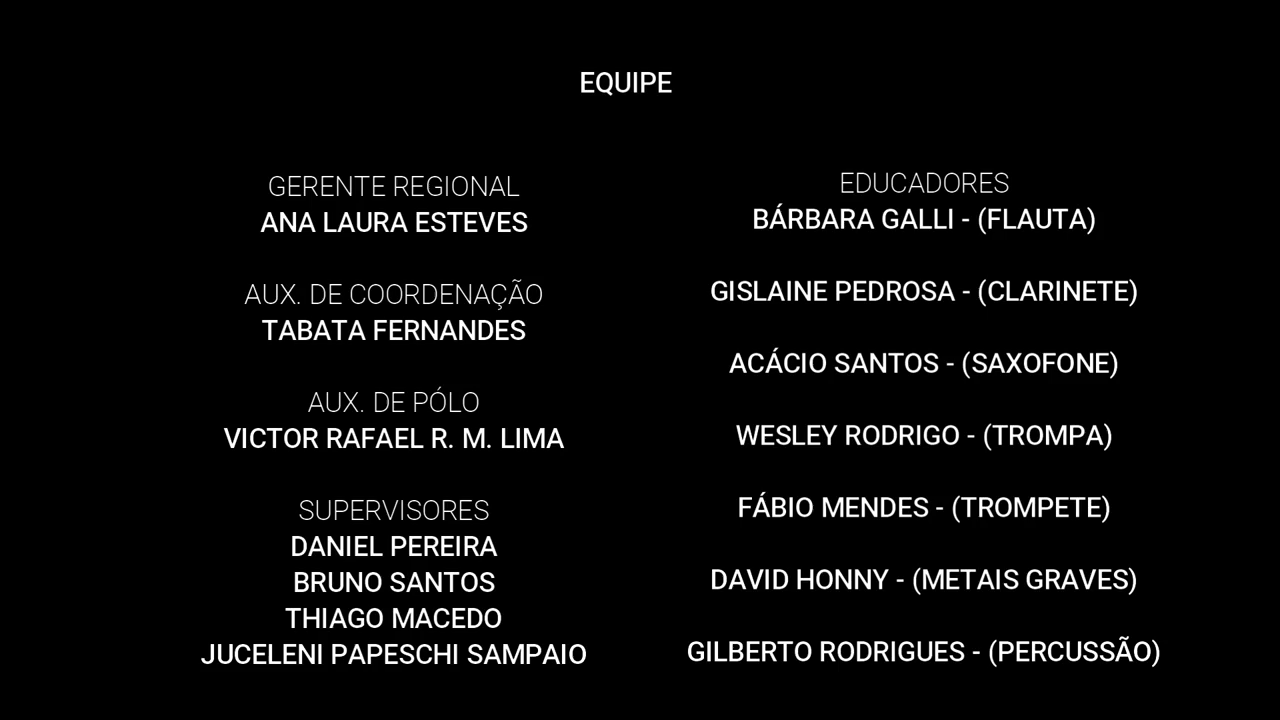 EQUIPE
GERENTE REGIONAL
ANA LAURA ESTEVES
AUX. DE COORDENAÇÃO
TABATA FERNANDES
AUX. DE PÓLO
VICTOR RAFAEL R. M. LIMA
SUPERVISORES
DANIEL PEREIRA
BRUNO SANTOS
THIAGO MACEDO
JUCELENI PAPESCHI SAMPAIO
EDUCADORES
BÁRBARA GALLI - (FLAUTA)
GISLAINE PEDROSA - (CLARINETE)
ACÁCIO SANTOS - (SAXOFONE)
WESLEY RODRIGO - (TROMPA)
FÁBIO MENDES - (TROMPETE)
DAVID HONNY - (METAIS GRAVES)
GILBERTO RODRIGUES - (PERCUSSÃO)